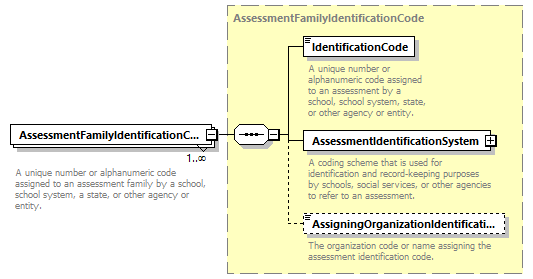 AssessmentFamilyIdentificationCode
IdentificationCode
A unique number or
alphanumeric code assigned
to an assessment by a
school, school system, state,
or other agency or entity.
AssessmentFamilyIdentificationC...
1..∞
A unique number or alphanumeric code
assigned to an assessment family by a school,
school system, a state, or other agency or
entity.
AssessmentIdentificationSystem
A coding scheme that is used for
identification and record-keeping purposes
by schools, social services, or other agencies
to refer to an assessment.
AssigningOrganizationIdentificati...
The organization code or name assigning the
assessment identification code.